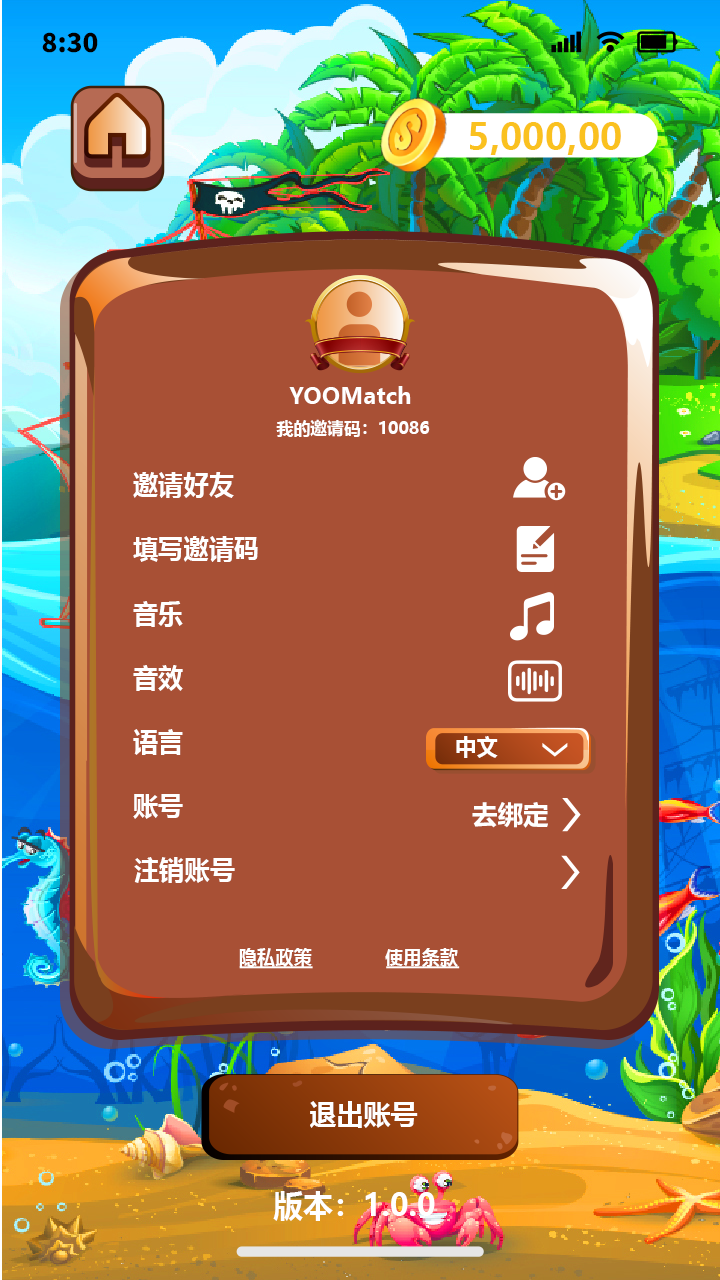 8:30
5,000,00
YOOMatch
我的邀请码：10086
邀请好友
填写邀请码
音乐
音效
语言 中文
账号 去绑定
注销账号
隐私政策 使用条款
退出账号
版本：1.0.0